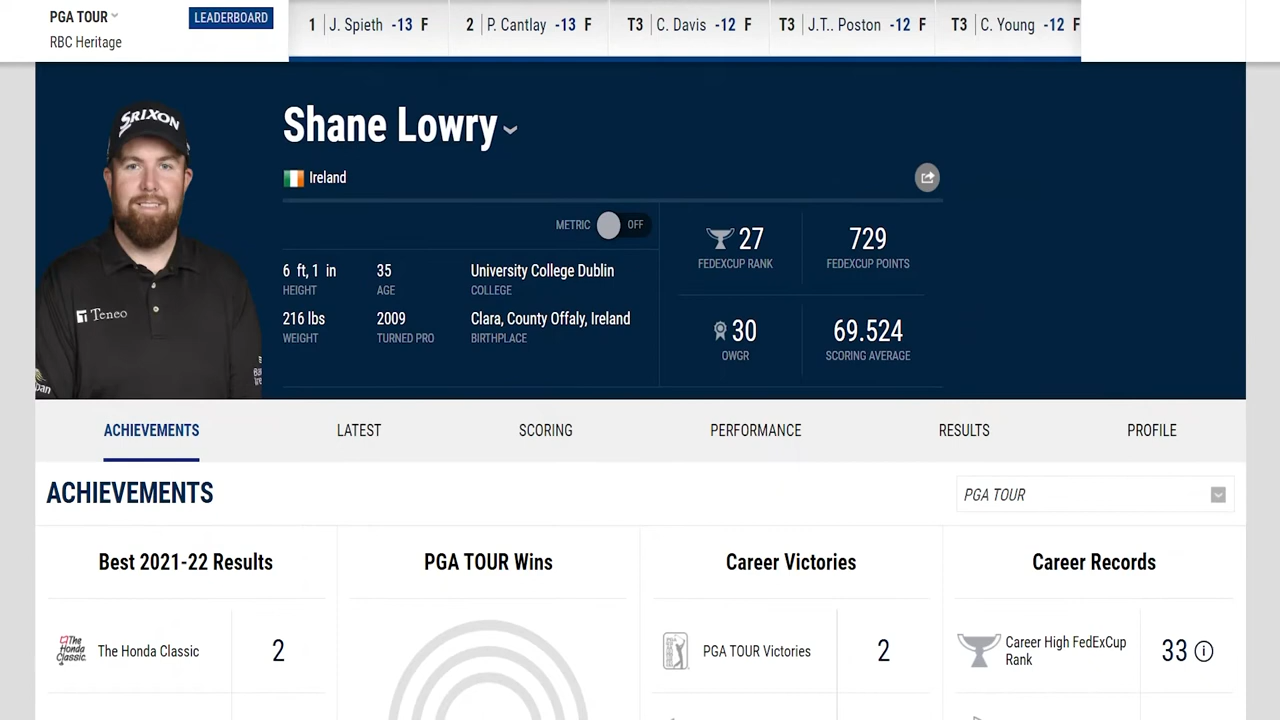 PGA TOUR
RBC Heritage
LEADERBOARD
1 J. Spieth -13 F
2 P. Cantlay -13 F
T3 C. Davis -12 F
T3 J.T.. Poston -12 F
T3 C. Young -12 F
SRIXON
Teneo
Shane Lowry
Ireland
METRIC OFF
6 ft, 1 in
HEIGHT
35
AGE
University College Dublin
COLLEGE
216 lbs
WEIGHT
2009
TURNED PRO
Clara, County Offaly, Ireland
BIRTHPLACE
27
FEDEXCUP RANK
729
FEDEXCUP POINTS
30
OWGR
69.524
SCORING AVERAGE
ACHIEVEMENTS LATEST SCORING PERFORMANCE RESULTS PROFILE
ACHIEVEMENTS
PGA TOUR
Best 2021-22 Results
The Honda Classic.
The Honda Classic
2
PGA TOUR Wins
Career Victories
PGA TOUR Victories
2
Career Records
Career High FedExCup
Rank
33